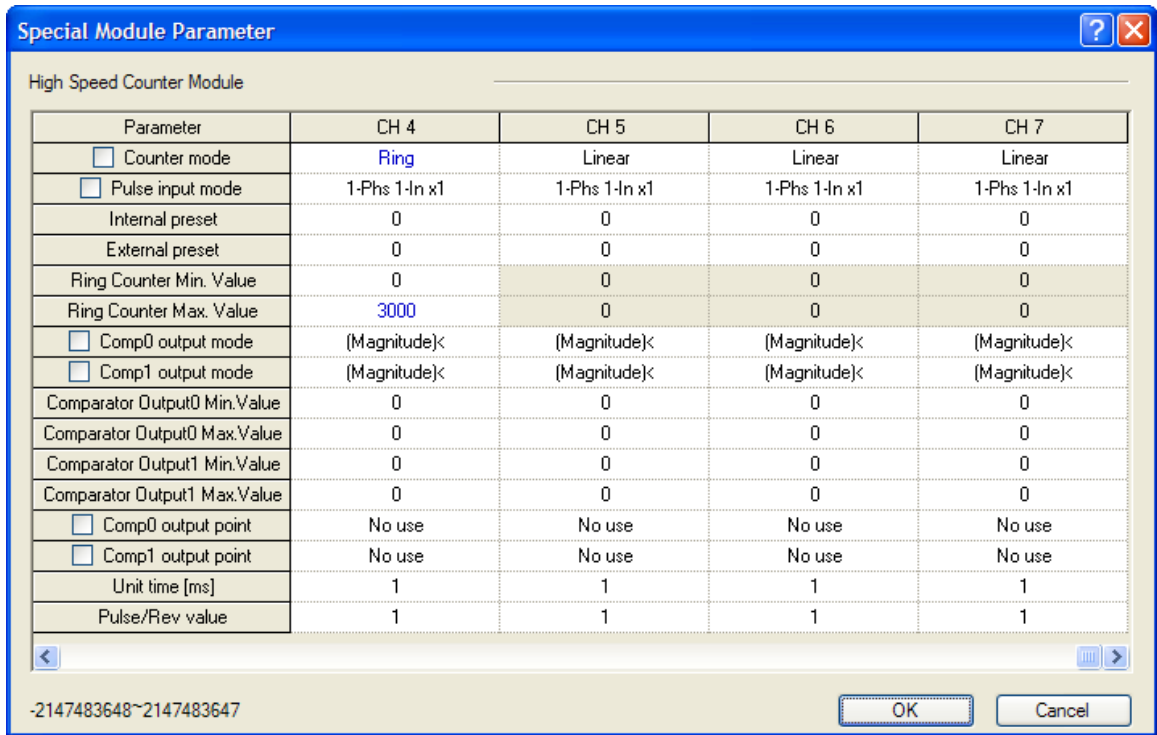 Special Module Parameter
High Speed Counter Module
Parameter CH 4 CH 5 CH 6 CH 7
Counter mode Ring Linear Linear Linear
Pulse input mode 1-Phs 1-In x1 1-Phs 1-In x1 1-Phs 1-In x1 1-Phs 1-In x1
Internal preset 0 0 0 0
External preset 0 0 0 0
Ring Counter Min. Value 0 0 0 0
Ring Counter Max. Value 3000 0 0 0
Comp0 output mode (Magnitude)< (Magnitude)< (Magnitude)< (Magnitude)<
Comp1 output mode (Magnitude)< (Magnitude)< (Magnitude)< (Magnitude)<
Comparator Output0 Min.Value 0 0 0 0
Comparator Output0 Max.Value 0 0 0 0
Comparator Output1 Min.Value 0 0 0 0
Comparator Output1 Max.Value 0 0 0 0
Comp0 output point No use No use No use No use
Comp1 output point No use No use No use No use
Unit time [ms] 1 1 1 1
Pulse/Rev value 1 1 1 1
-2147483648~2147483647 OK Cancel